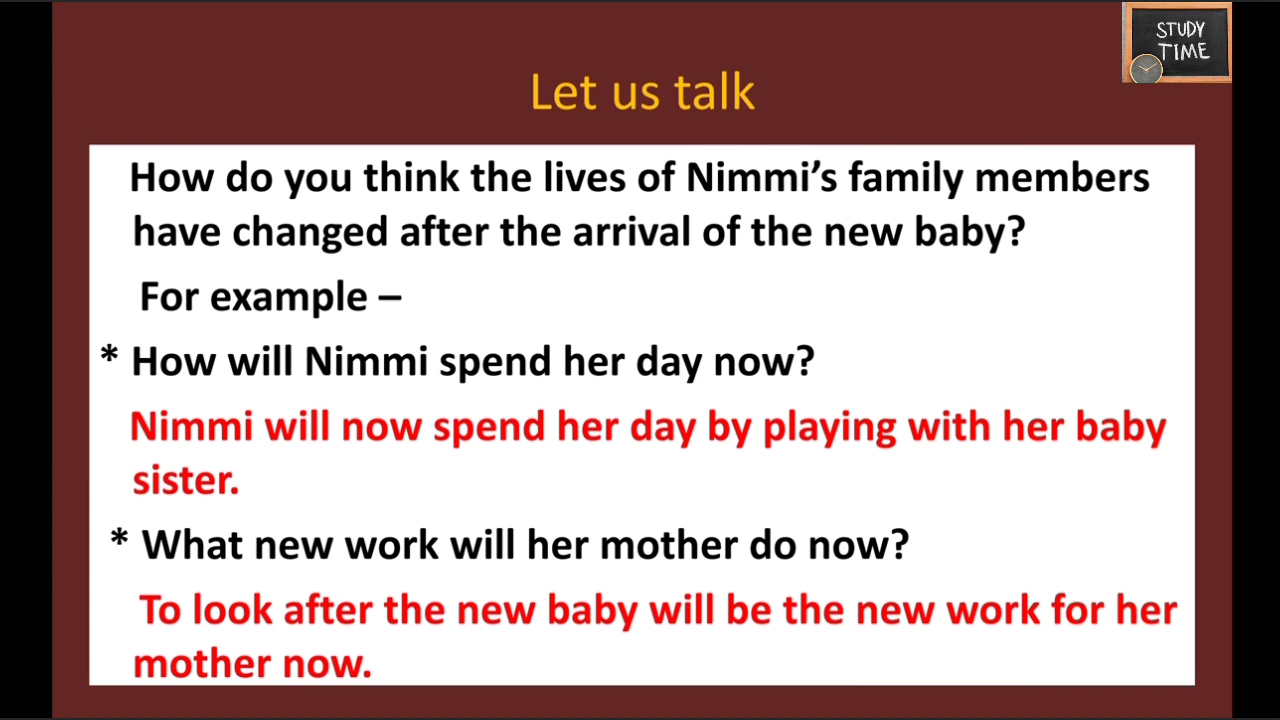 STUDY
TIME
Let us talk
How do you think the lives of Nimmi’s family members
have changed after the arrival of the new baby?
For example –
* How will Nimmi spend her day now?
Nimmi will now spend her day by playing with her baby
sister.
* What new work will her mother do now?
To look after the new baby will be the new work for her
mother now.